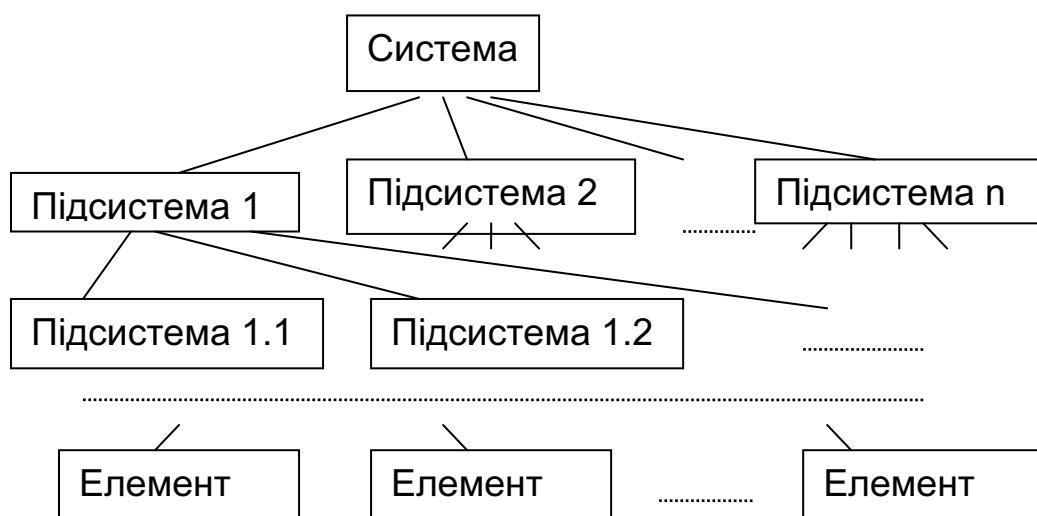 Система
Підсистема 1
Підсистема 2
Підсистема n
Підсистема 1.1
Підсистема 1.2
Елемент
Елемент
Елемент